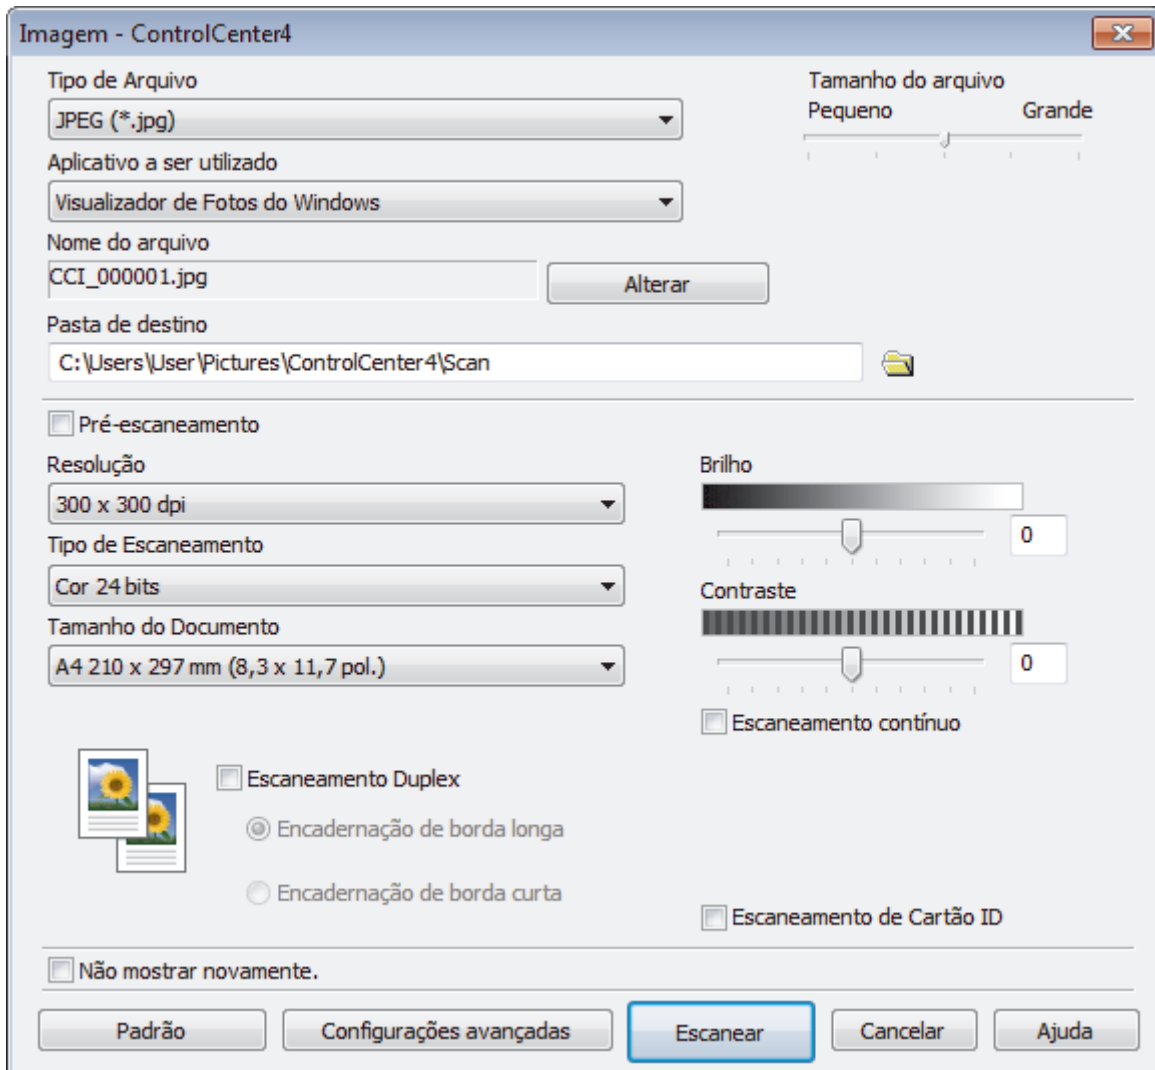 Imagem - ControlCenter4
Tipo de Arquivo
JPEG (*.jpg)
Tamanho do arquivo
Pequeno Grande
Aplicativo a ser utilizado
Visualizador de Fotos do Windows
Nome do arquivo
CCI_000001.jpg
Alterar
Pasta de destino
C:\Users\User\Pictures\ControlCenter4\Scan
Pré-escaneamento
Resolução
300 x 300 dpi
Tipo de Escaneamento
Cor 24 bits
Tamanho do Documento
A4 210 x 297 mm (8,3 x 11,7 pol.)
Brilho
0
Contraste
0
Escaneamento contínuo
Escaneamento Duplex
Encadernação de borda longa
Encadernação de borda curta
Escaneamento de Cartão ID
Não mostrar novamente.
Padrão Configurações avançadas Escanear Cancelar Ajuda